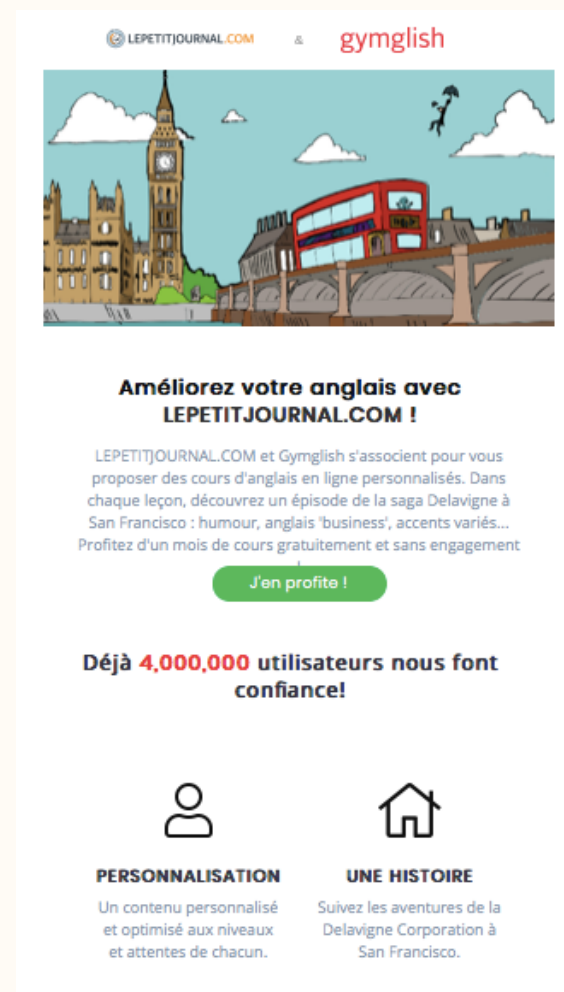 LEPETITJOURNAL.COM & gymglish
Améliorez votre anglais avec
LEPETITJOURNAL.COM !
LEPETITJOURNAL.COM et Gymglish s'associent pour vous
proposer des cours d'anglais en ligne personnalisés. Dans
chaque leçon, découvrez un épisode de la saga Delavigne à
San Francisco : humour, anglais 'business', accents variés...
Profitez d'un mois de cours gratuitement et sans engagement
J'en profite !
Déjà 4,000,000 utilisateurs nous font
confiance!
PERSONNALISATION
Un contenu personnalisé
et optimisé aux niveaux
et attentes de chacun.
UNE HISTOIRE
Suivez les aventures de la
Delavigne Corporation à
San Francisco.